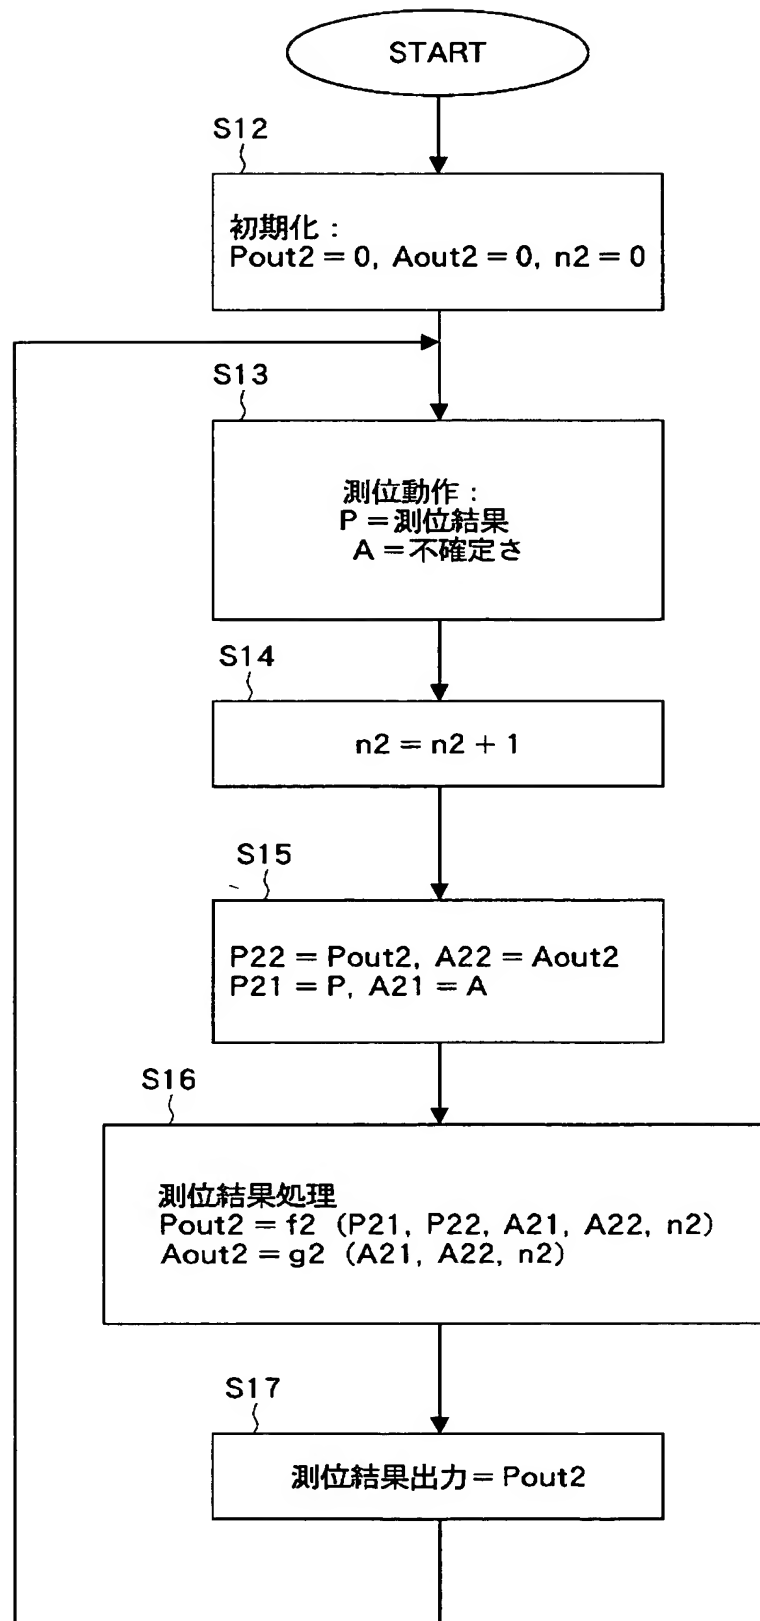 START
S12
初期化：
Pout2 = 0, Aout2 = 0, n2 = 0
S13
測位動作：
P = 測位結果
A = 不確定さ
S14
n2 = n2 + 1
S15
P22 = Pout2, A22 = Aout2
P21 = P, A21 = A
S16
測位結果処理
Pout2 = f2 (P21, P22, A21, A22, n2)
Aout2 = g2 (A21, A22, n2)
S17
測位結果出力 = Pout2